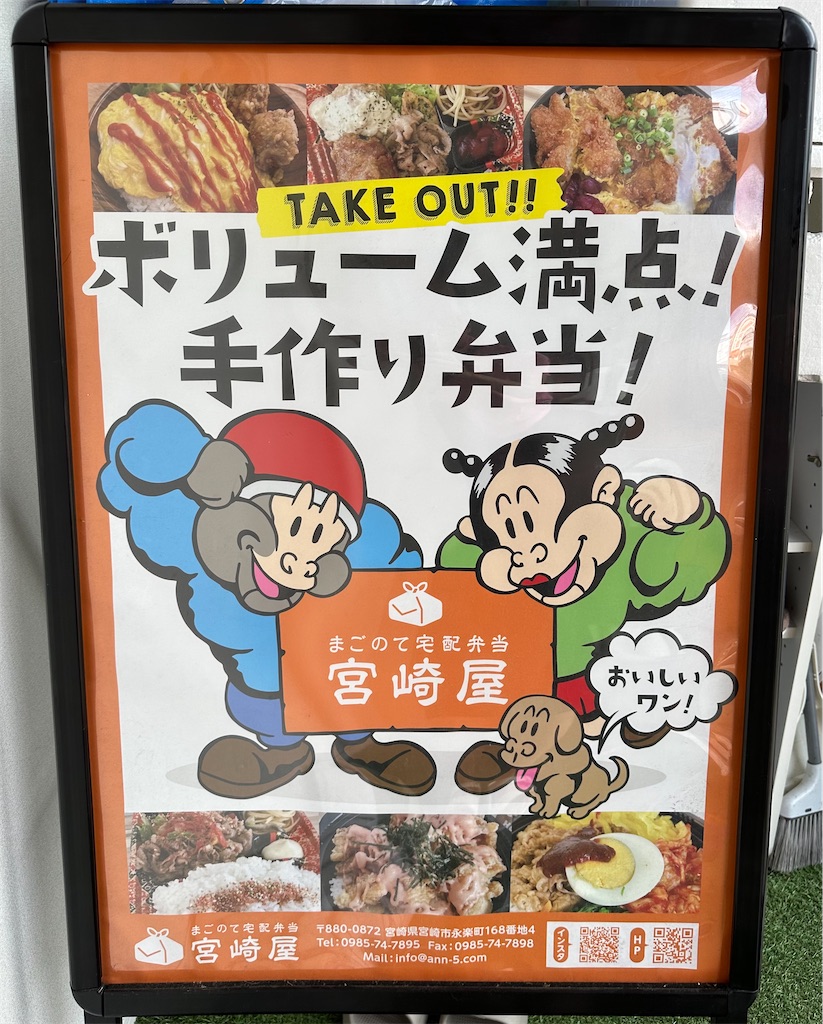 TAKE OUT!!
ボリューム満点!
手作り弁当!
まごのて宅配弁当
宮崎屋
おいしい
ワン!
まごのて宅配弁当
宮崎屋
〒880-0872 宮崎県宮崎市永楽町168番地4
Tel:0985-74-7895 Fax:0985-74-7898
Mail:info@ann-5.com
インスタ
HP